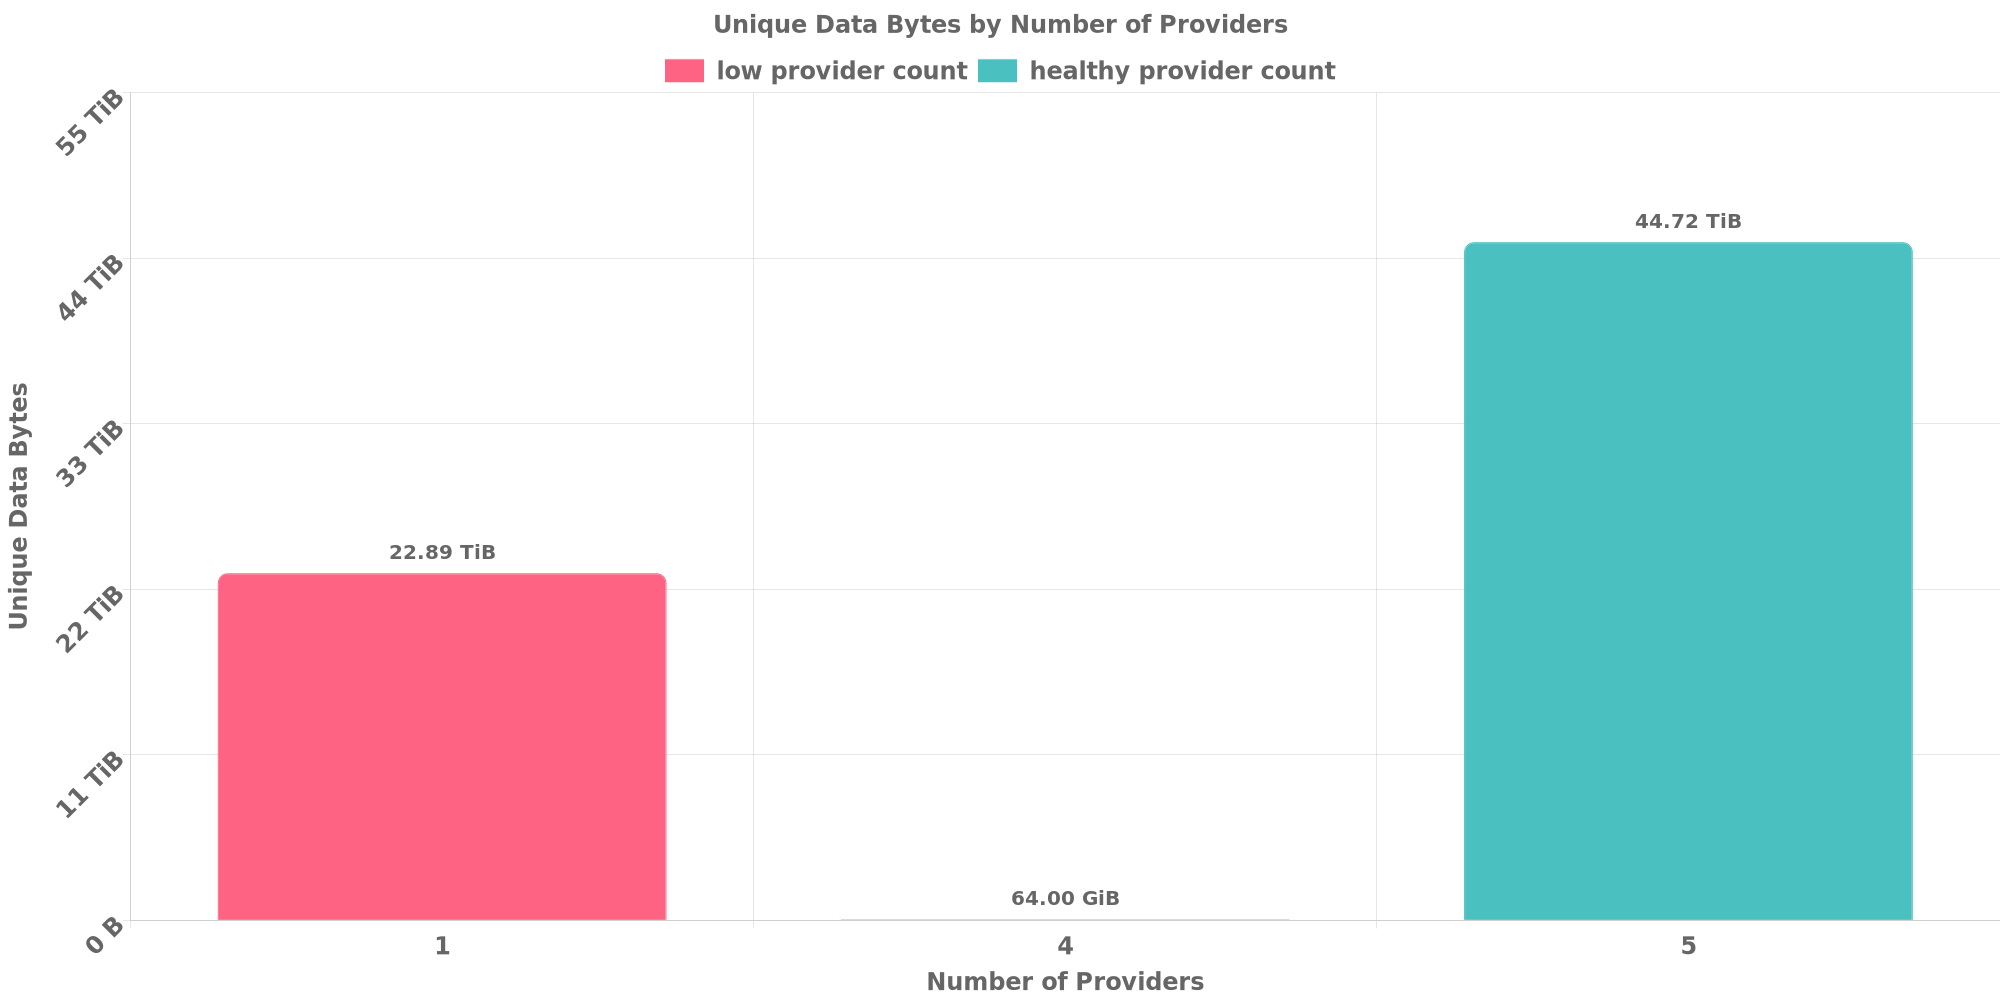 Unique Data Bytes by Number of Providers
low provider count healthy provider count
55 TiB
44 TiB
33 TiB
22 TiB
11 TiB
0 B
Unique Data Bytes
22.89 TiB
64.00 GiB
44.72 TiB
1 4 5
Number of Providers